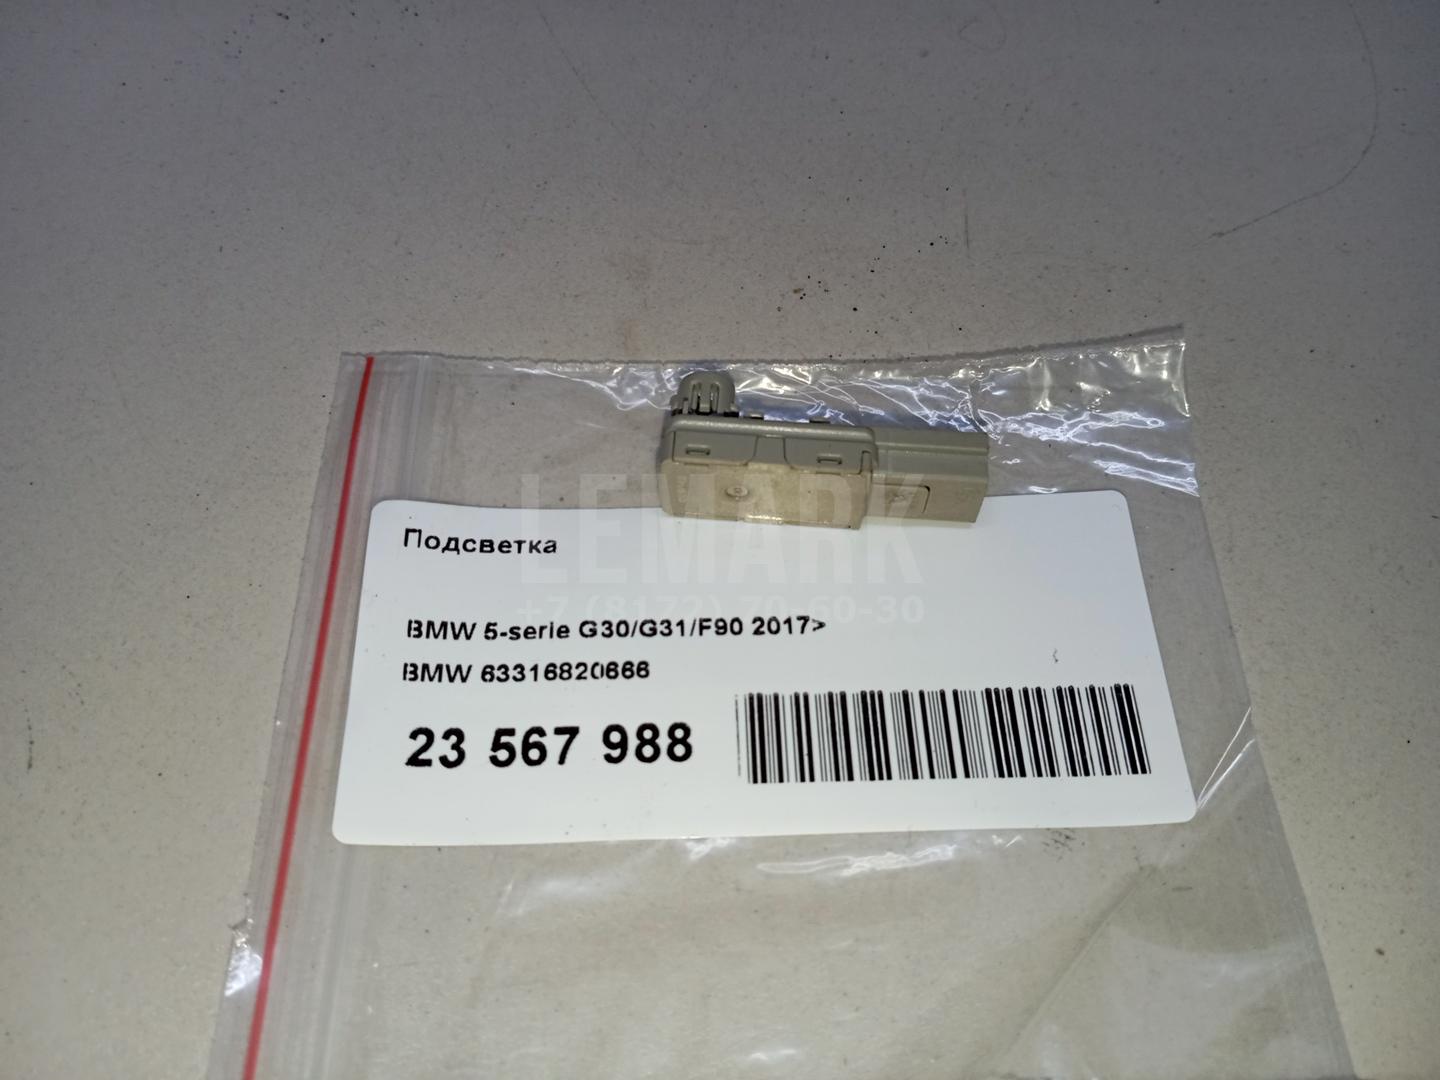 LEMARK
+7 (8172) 70-60-30
Подсветка
BMW 5-serie G30/G31/F90 2017>
BMW 63316820666
23 567 988